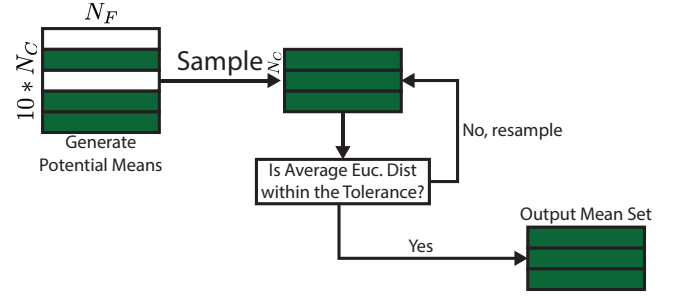 N_F
10 * N_C
Generate
Potential Means
Sample
N_C
No, resample
Is Average Euc. Dist
within the Tolerance?
Yes
Output Mean Set